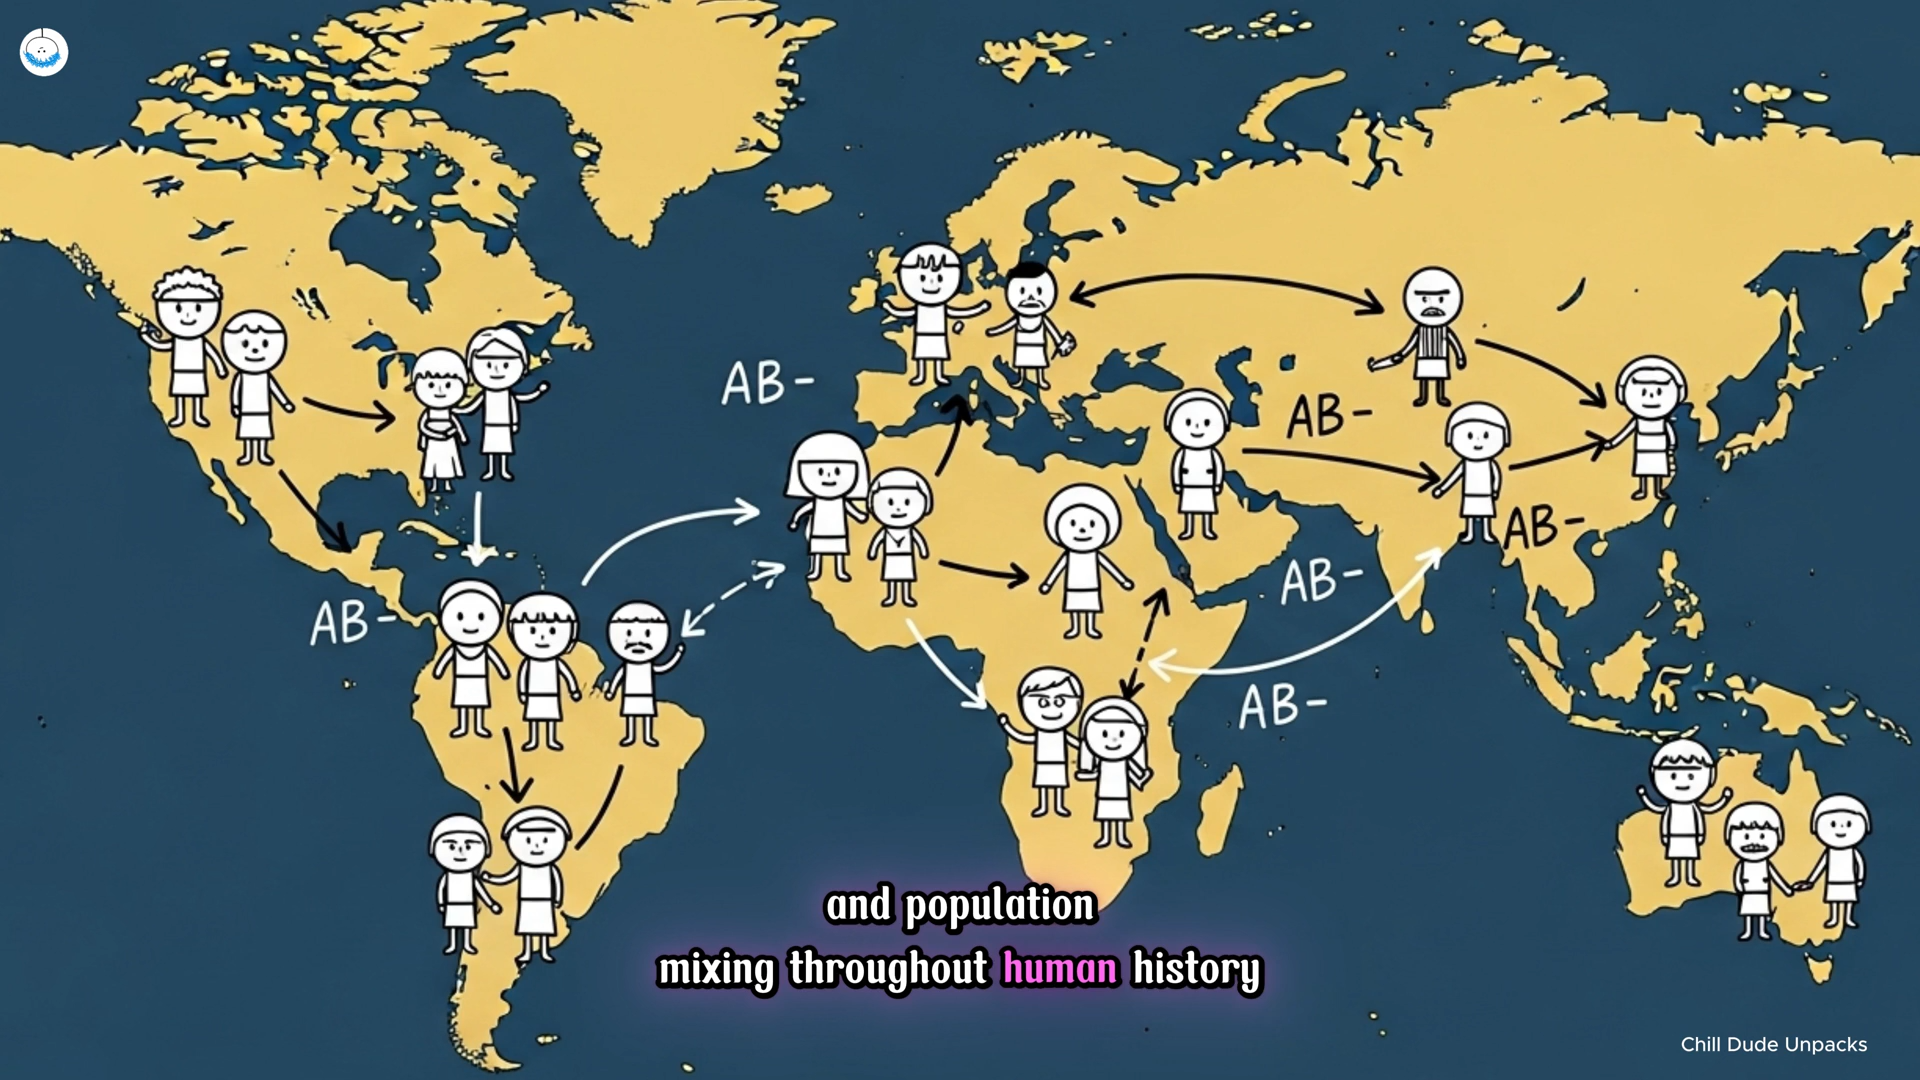 AB-
AB-
AB-
AB-
AB-
AB-
and population
mixing throughout human history
Chill Dude Unpacks